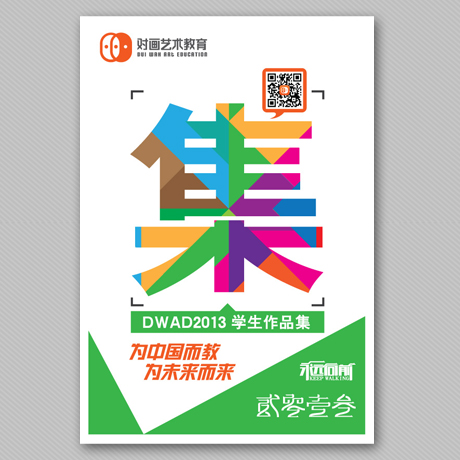 对画艺术教育
DUI WAH ART EDUCATION
集
DWAD2013 学生作品集
为中国而教
为未来而来
永远向前
KEEP WALKING
贰零壹叁